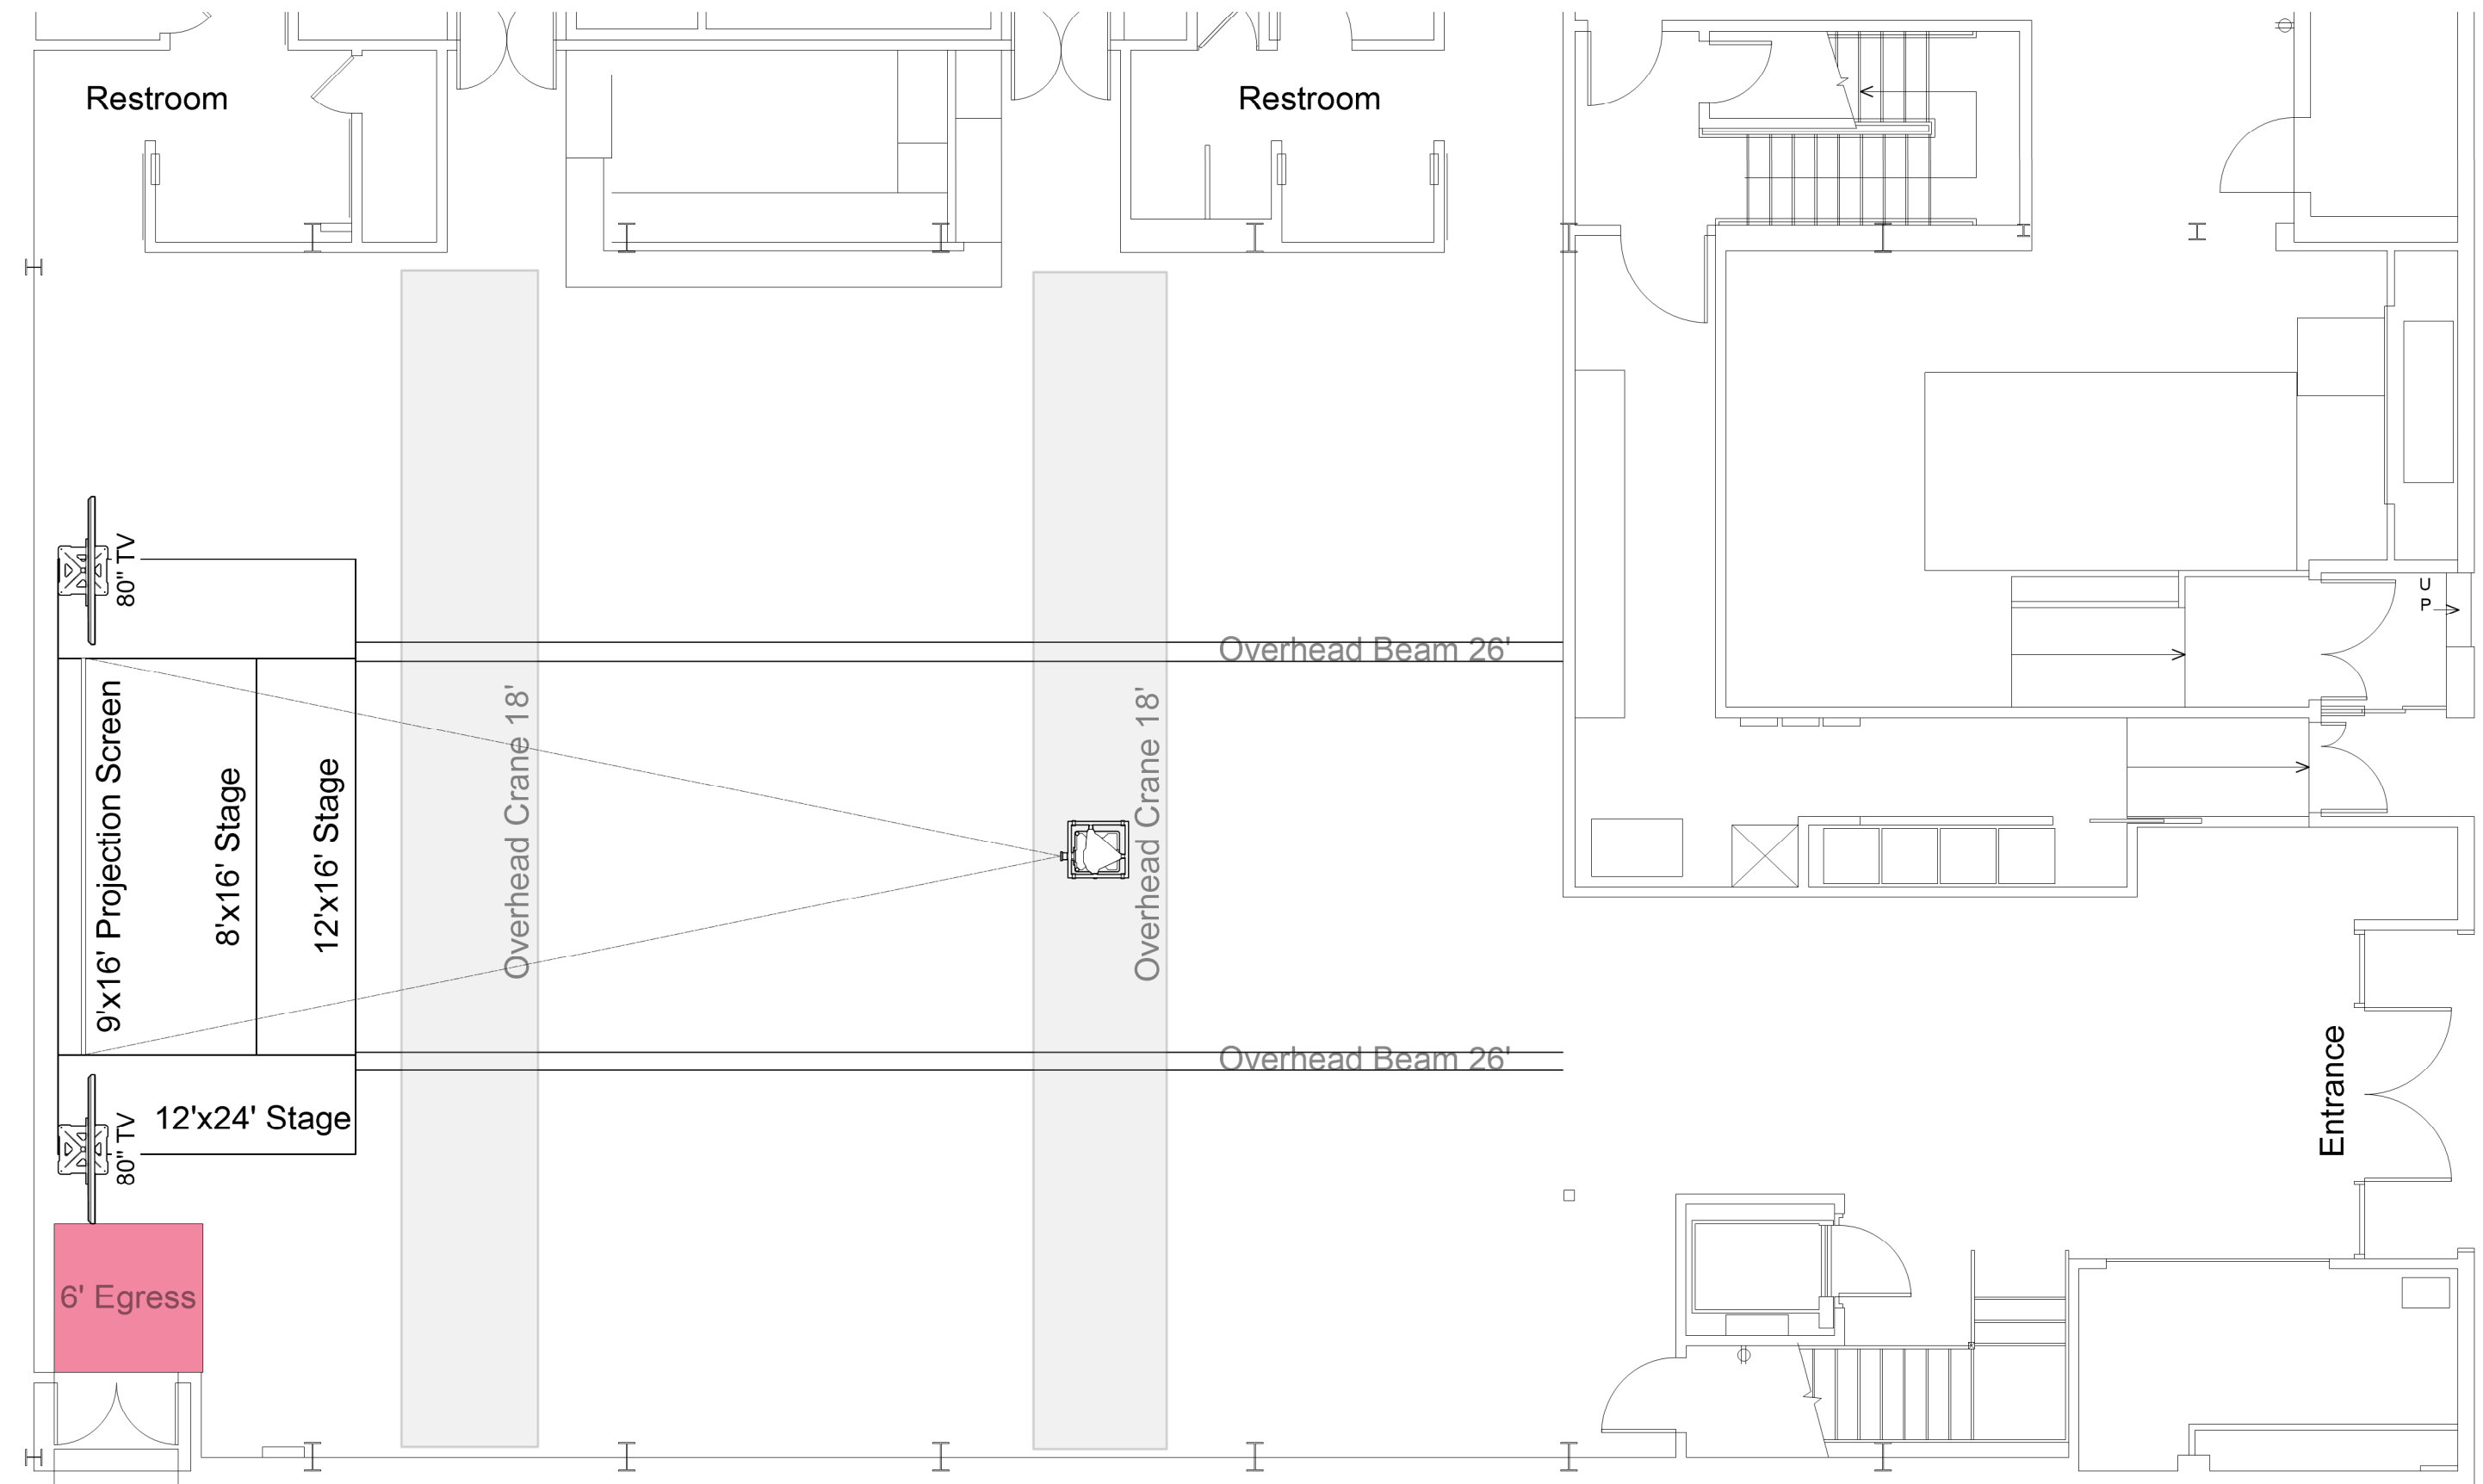 Restroom
Restroom
80" TV
U
P
Overhead Beam 26'
9'x16' Projection Screen
8'x16' Stage
12'x16' Stage
Overhead Crane 18'
Overhead Crane 18'
Overhead Beam 26'
Entrance
12'x24' Stage
80" TV
6' Egress